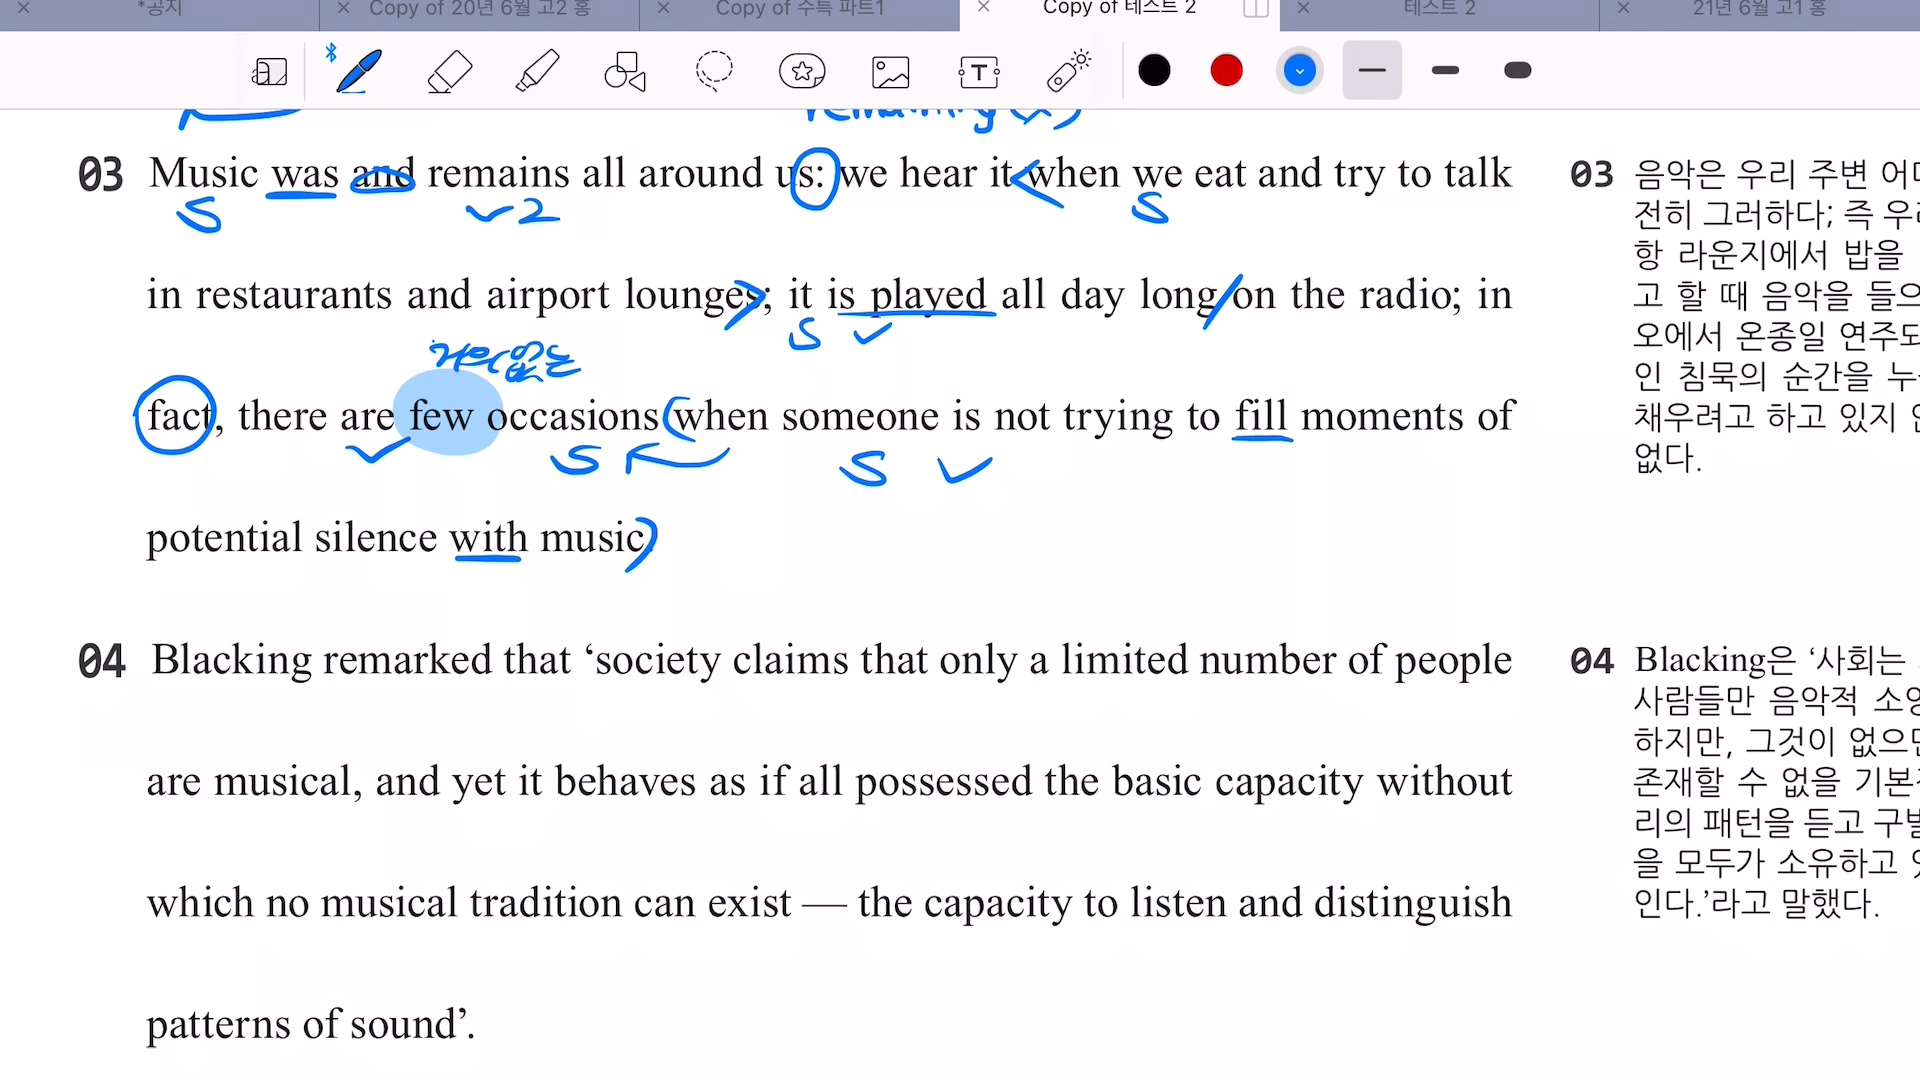 *공지
Copy of 20년 6월 고2 홍
Copy of 수특 파트1
Copy of 테스트 2
테스트 2
21년 6월 고1 홍
remaining (x)
03 Music was and remains all around us: we hear it when we eat and try to talk
S v2 S
in restaurants and airport lounges; it is played all day long on the radio; in
S
거의 없는
fact, there are few occasions when someone is not trying to fill moments of
S S
potential silence with music
04 Blacking remarked that ‘society claims that only a limited number of people
are musical, and yet it behaves as if all possessed the basic capacity without
which no musical tradition can exist — the capacity to listen and distinguish
patterns of sound’.
03 음악은 우리 주변
전히 그러하다; 즉
항 라운지에서 밥을
고 할 때 음악을
오에서 온종일
인 침묵의 순간을
채우려고 하고 있지
없다.
04 Blacking은 ‘사회는
사람들만 음악적
하지만, 그것이
존재할 수 없을
리의 패턴을 듣고
을 모두가 소유하고
인다.’라고 말했다.